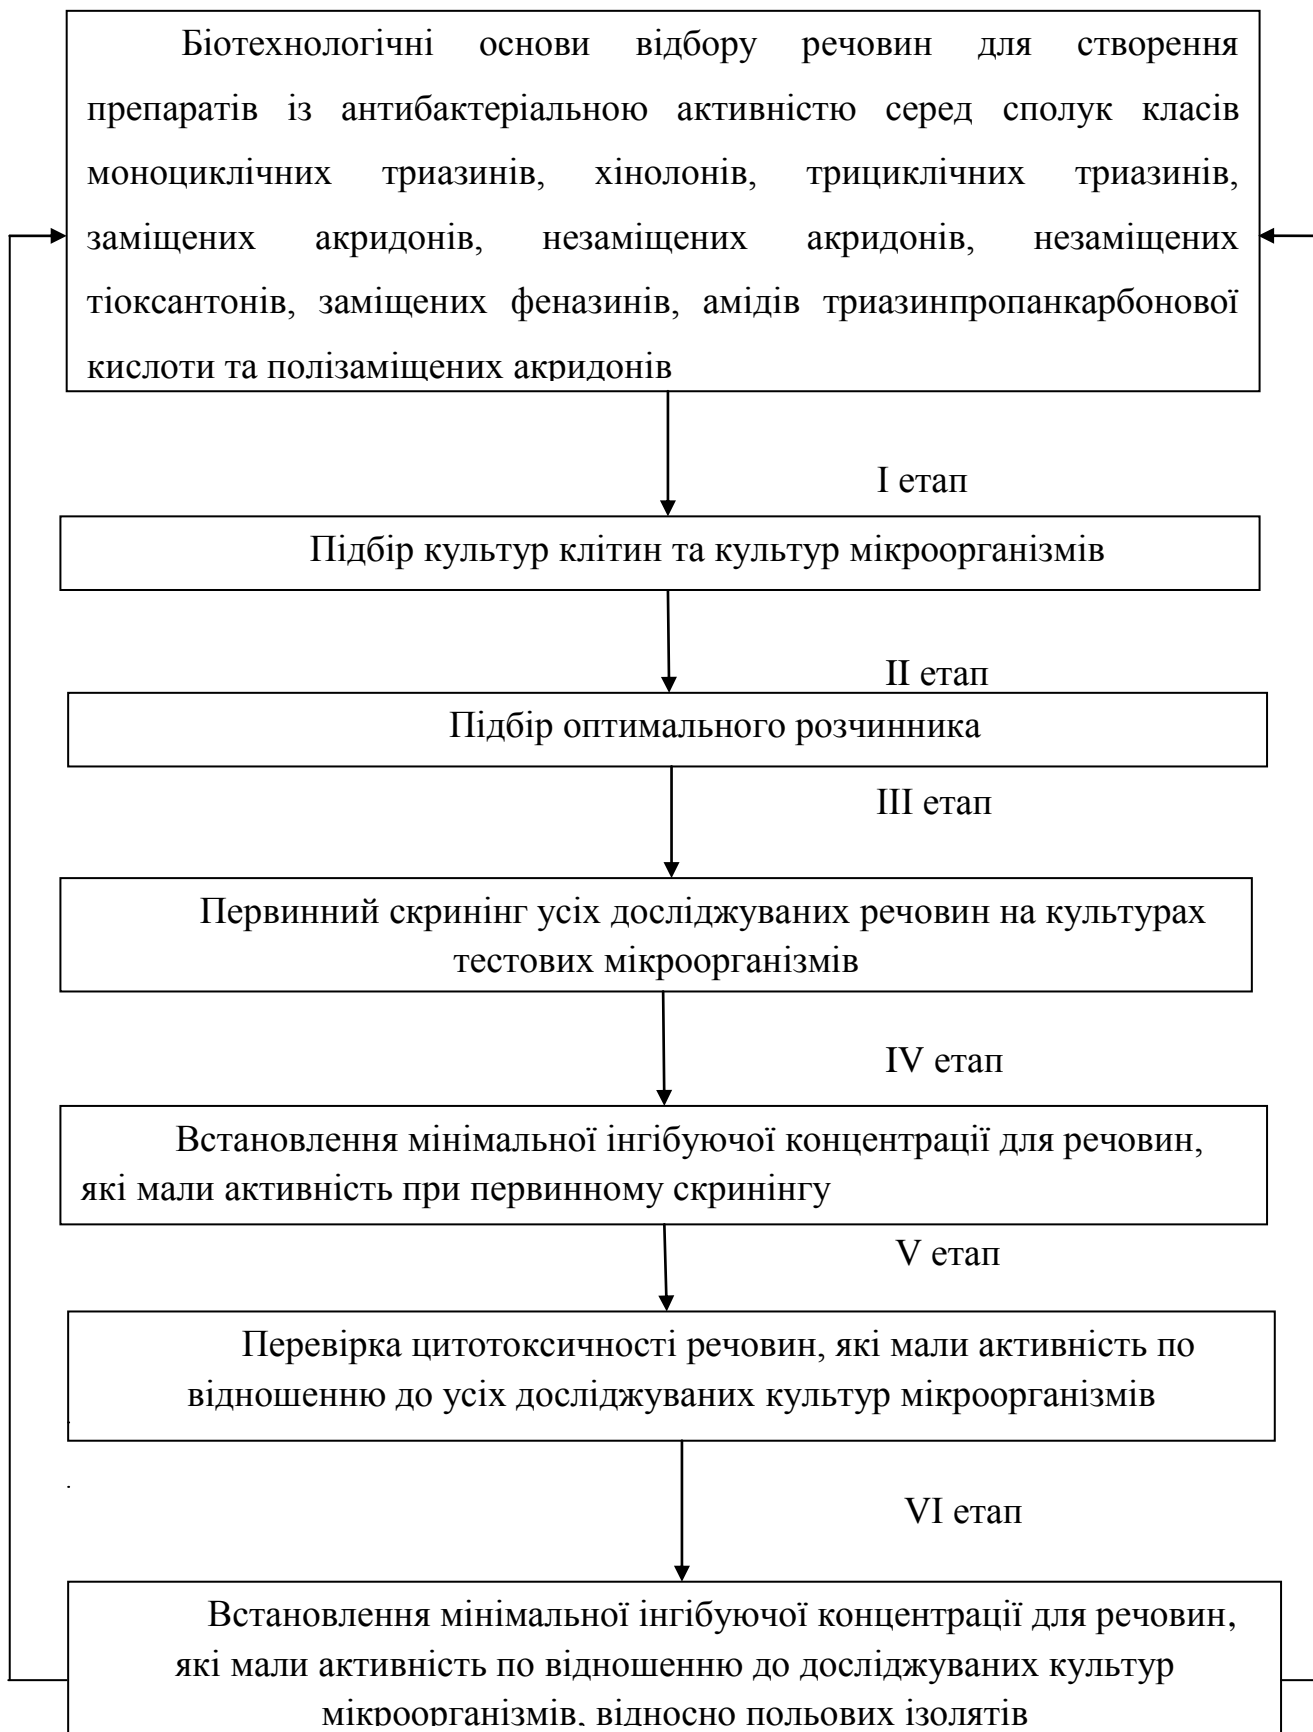 Біотехнологічні основи відбору речовин для створення
препаратів із антибактеріальною активністю серед сполук класів
моноциклічних триазинів, хінолонів, трициклічних триазинів,
заміщених акридонів, незаміщених акридонів, незаміщених
тіоксантонів, заміщених феназинів, амідів триазинпропанкарбонової
кислоти та полізаміщених акридонів
I етап
Підбір культур клітин та культур мікроорганізмів
II етап
Підбір оптимального розчинника
III етап
Первинний скринінг усіх досліджуваних речовин на культурах
тестових мікроорганізмів
IV етап
Встановлення мінімальної інгібуючої концентрації для речовин,
які мали активність при первинному скринінгу
V етап
Перевірка цитотоксичності речовин, які мали активність по
відношенню до усіх досліджуваних культур мікроорганізмів
VI етап
Встановлення мінімальної інгібуючої концентрації для речовин,
які мали активність по відношенню до досліджуваних культур
мікроорганізмів, відносно польових ізолятів